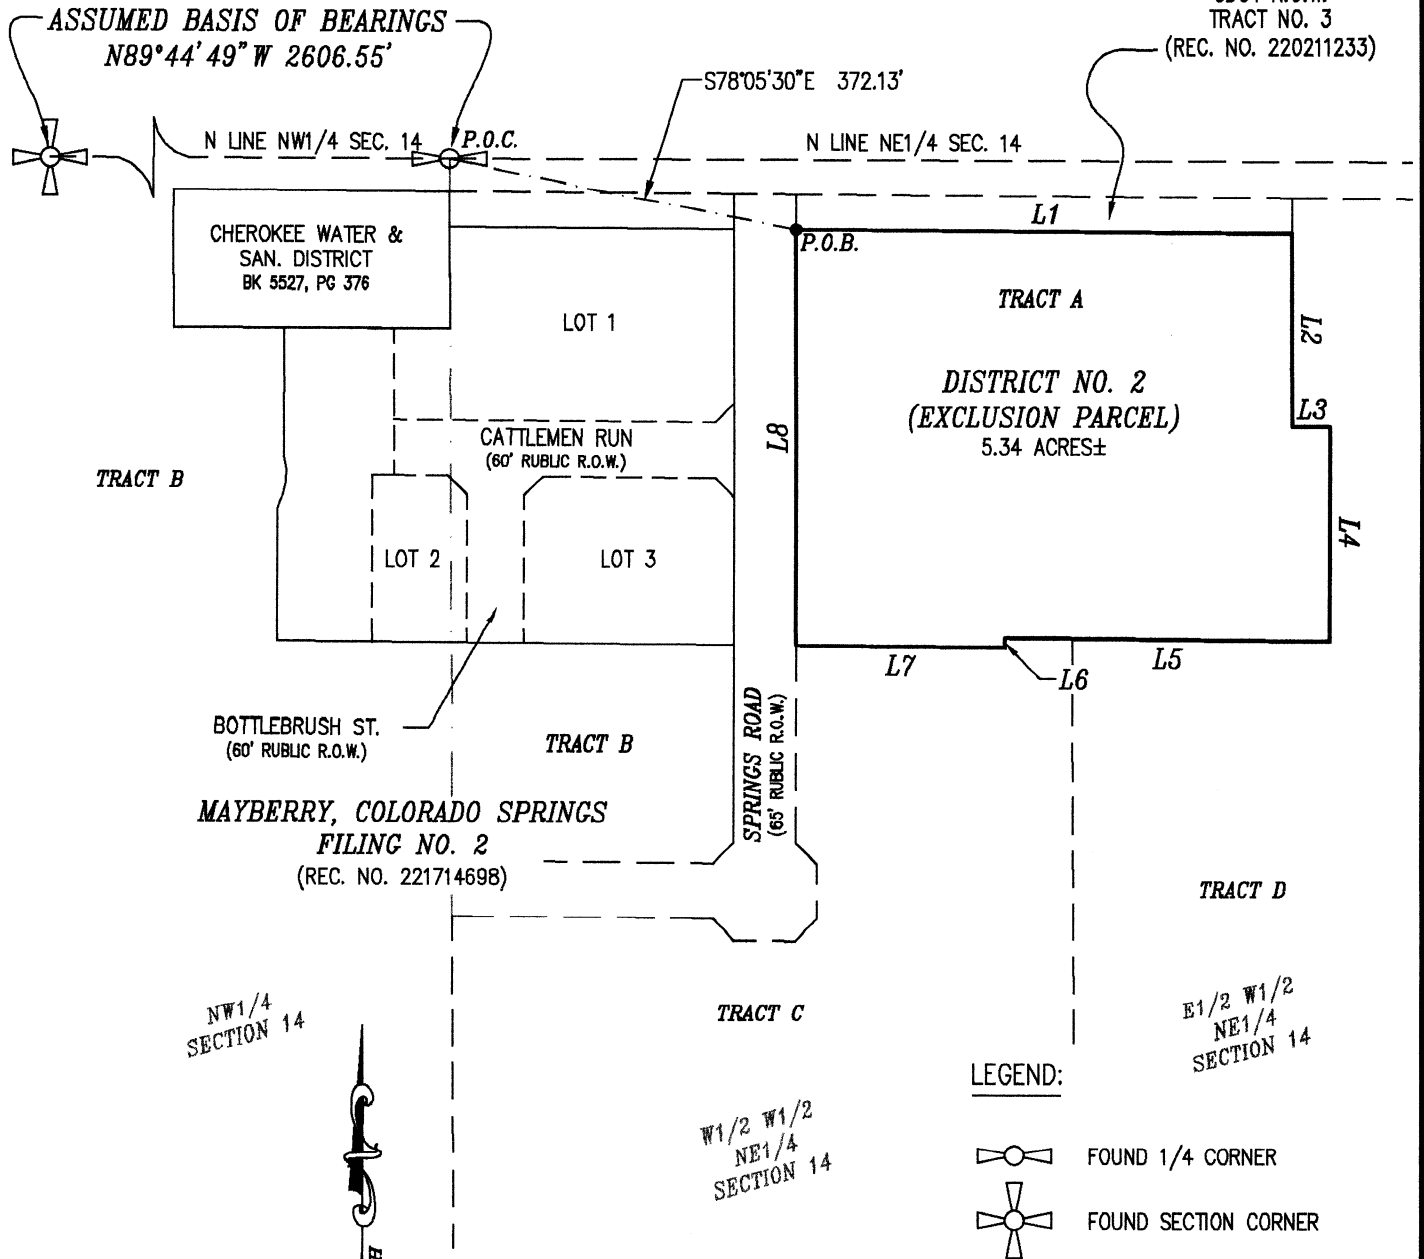 ASSUMED BASIS OF BEARINGS
N89°44'49"W 2606.55'
TRACT NO. 3
(REC. NO. 220211233)
S78°05'30"E 372.13'
N LINE NW1/4 SEC. 14
P.O.C.
N LINE NE1/4 SEC. 14
L1
P.O.B.
CHEROKEE WATER &
SAN. DISTRICT
BK 5527, PG 376
LOT 1
TRACT A
L2
DISTRICT NO. 2
(EXCLUSION PARCEL)
5.34 ACRES±
L3
L8
CATTLEMEN RUN
(60' RUBLIC R.O.W.)
TRACT B
L4
LOT 2
LOT 3
L7
L6
L5
BOTTLEBRUSH ST.
(60' RUBLIC R.O.W.)
TRACT B
SPRINGS ROAD
(65' RUBLIC R.O.W.)
MAYBERRY, COLORADO SPRINGS
FILING NO. 2
(REC. NO. 221714698)
TRACT D
NW1/4
SECTION 14
TRACT C
E1/2 W1/2
NE1/4
SECTION 14
W1/2 W1/2
NE1/4
SECTION 14
LEGEND:
FOUND 1/4 CORNER
FOUND SECTION CORNER